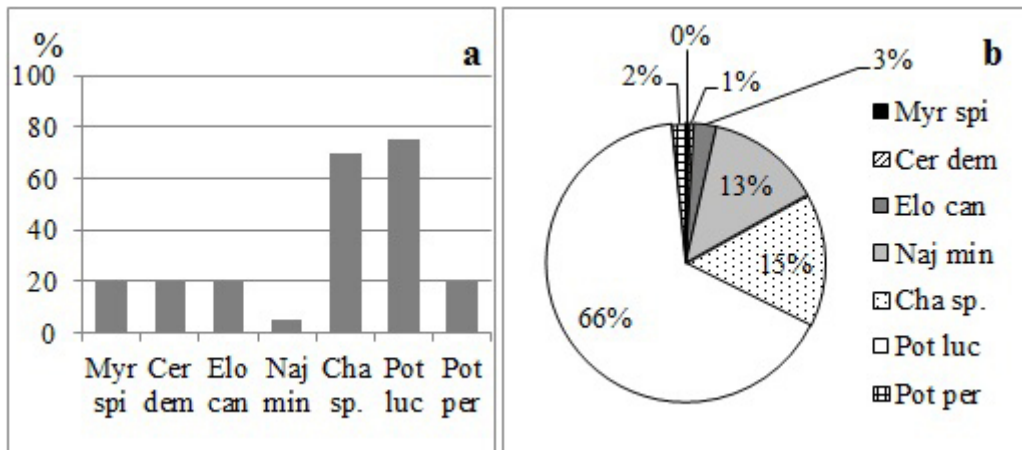 %
a
100
80
60
40
20
0
Myr spi
Cer dem
Elo can
Naj min
Cha sp.
Pot luc
Pot per
b
0%
2%
1%
3%
13%
15%
66%
Myr spi
Cer dem
Elo can
Naj min
Cha sp.
Pot luc
Pot per